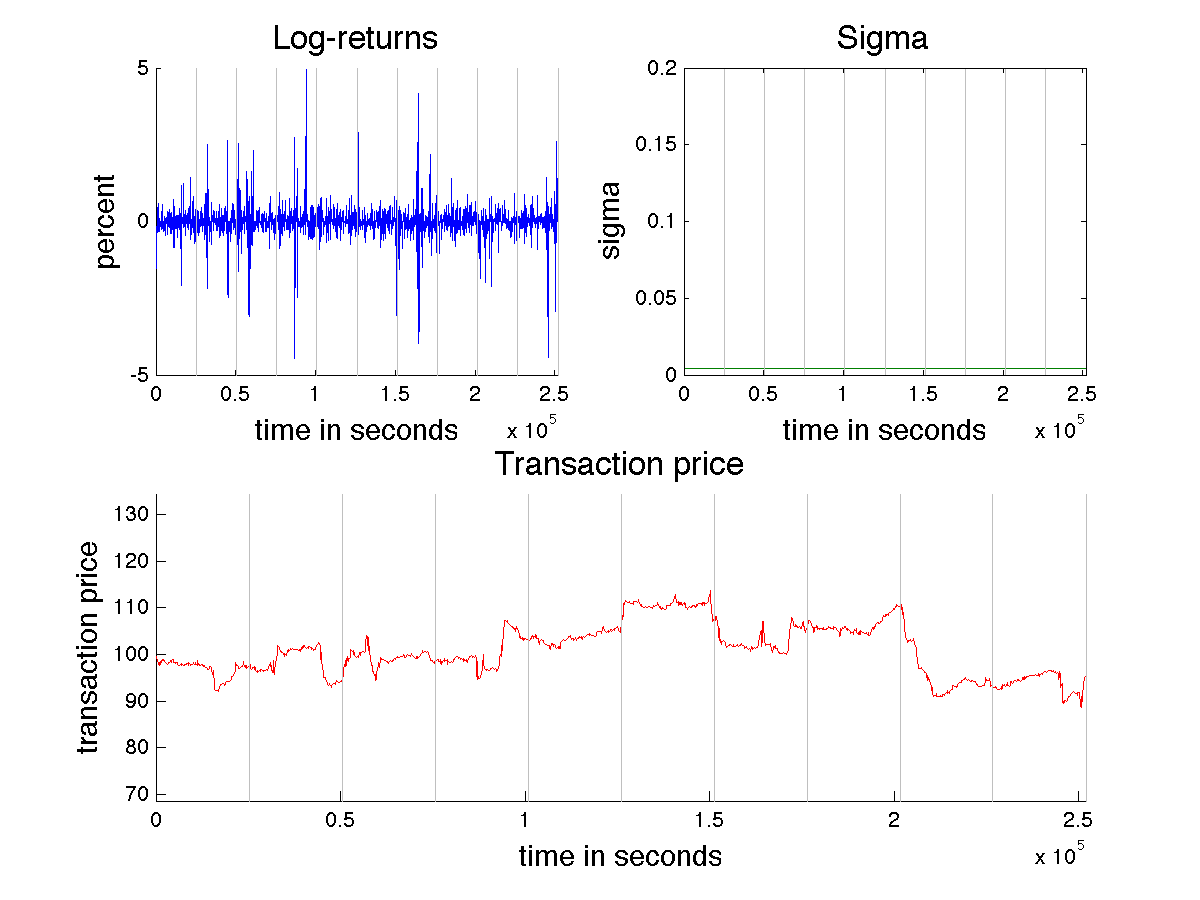 Log-returns
5
0
-5
percent
0 0.5 1 1.5 2 2.5
x 10^5
time in seconds
Sigma
0.2
0.15
0.1
0.05
0
sigma
0 0.5 1 1.5 2 2.5
x 10^5
time in seconds
Transaction price
130
120
110
100
90
80
70
transaction price
0 0.5 1 1.5 2 2.5
x 10^5
time in seconds